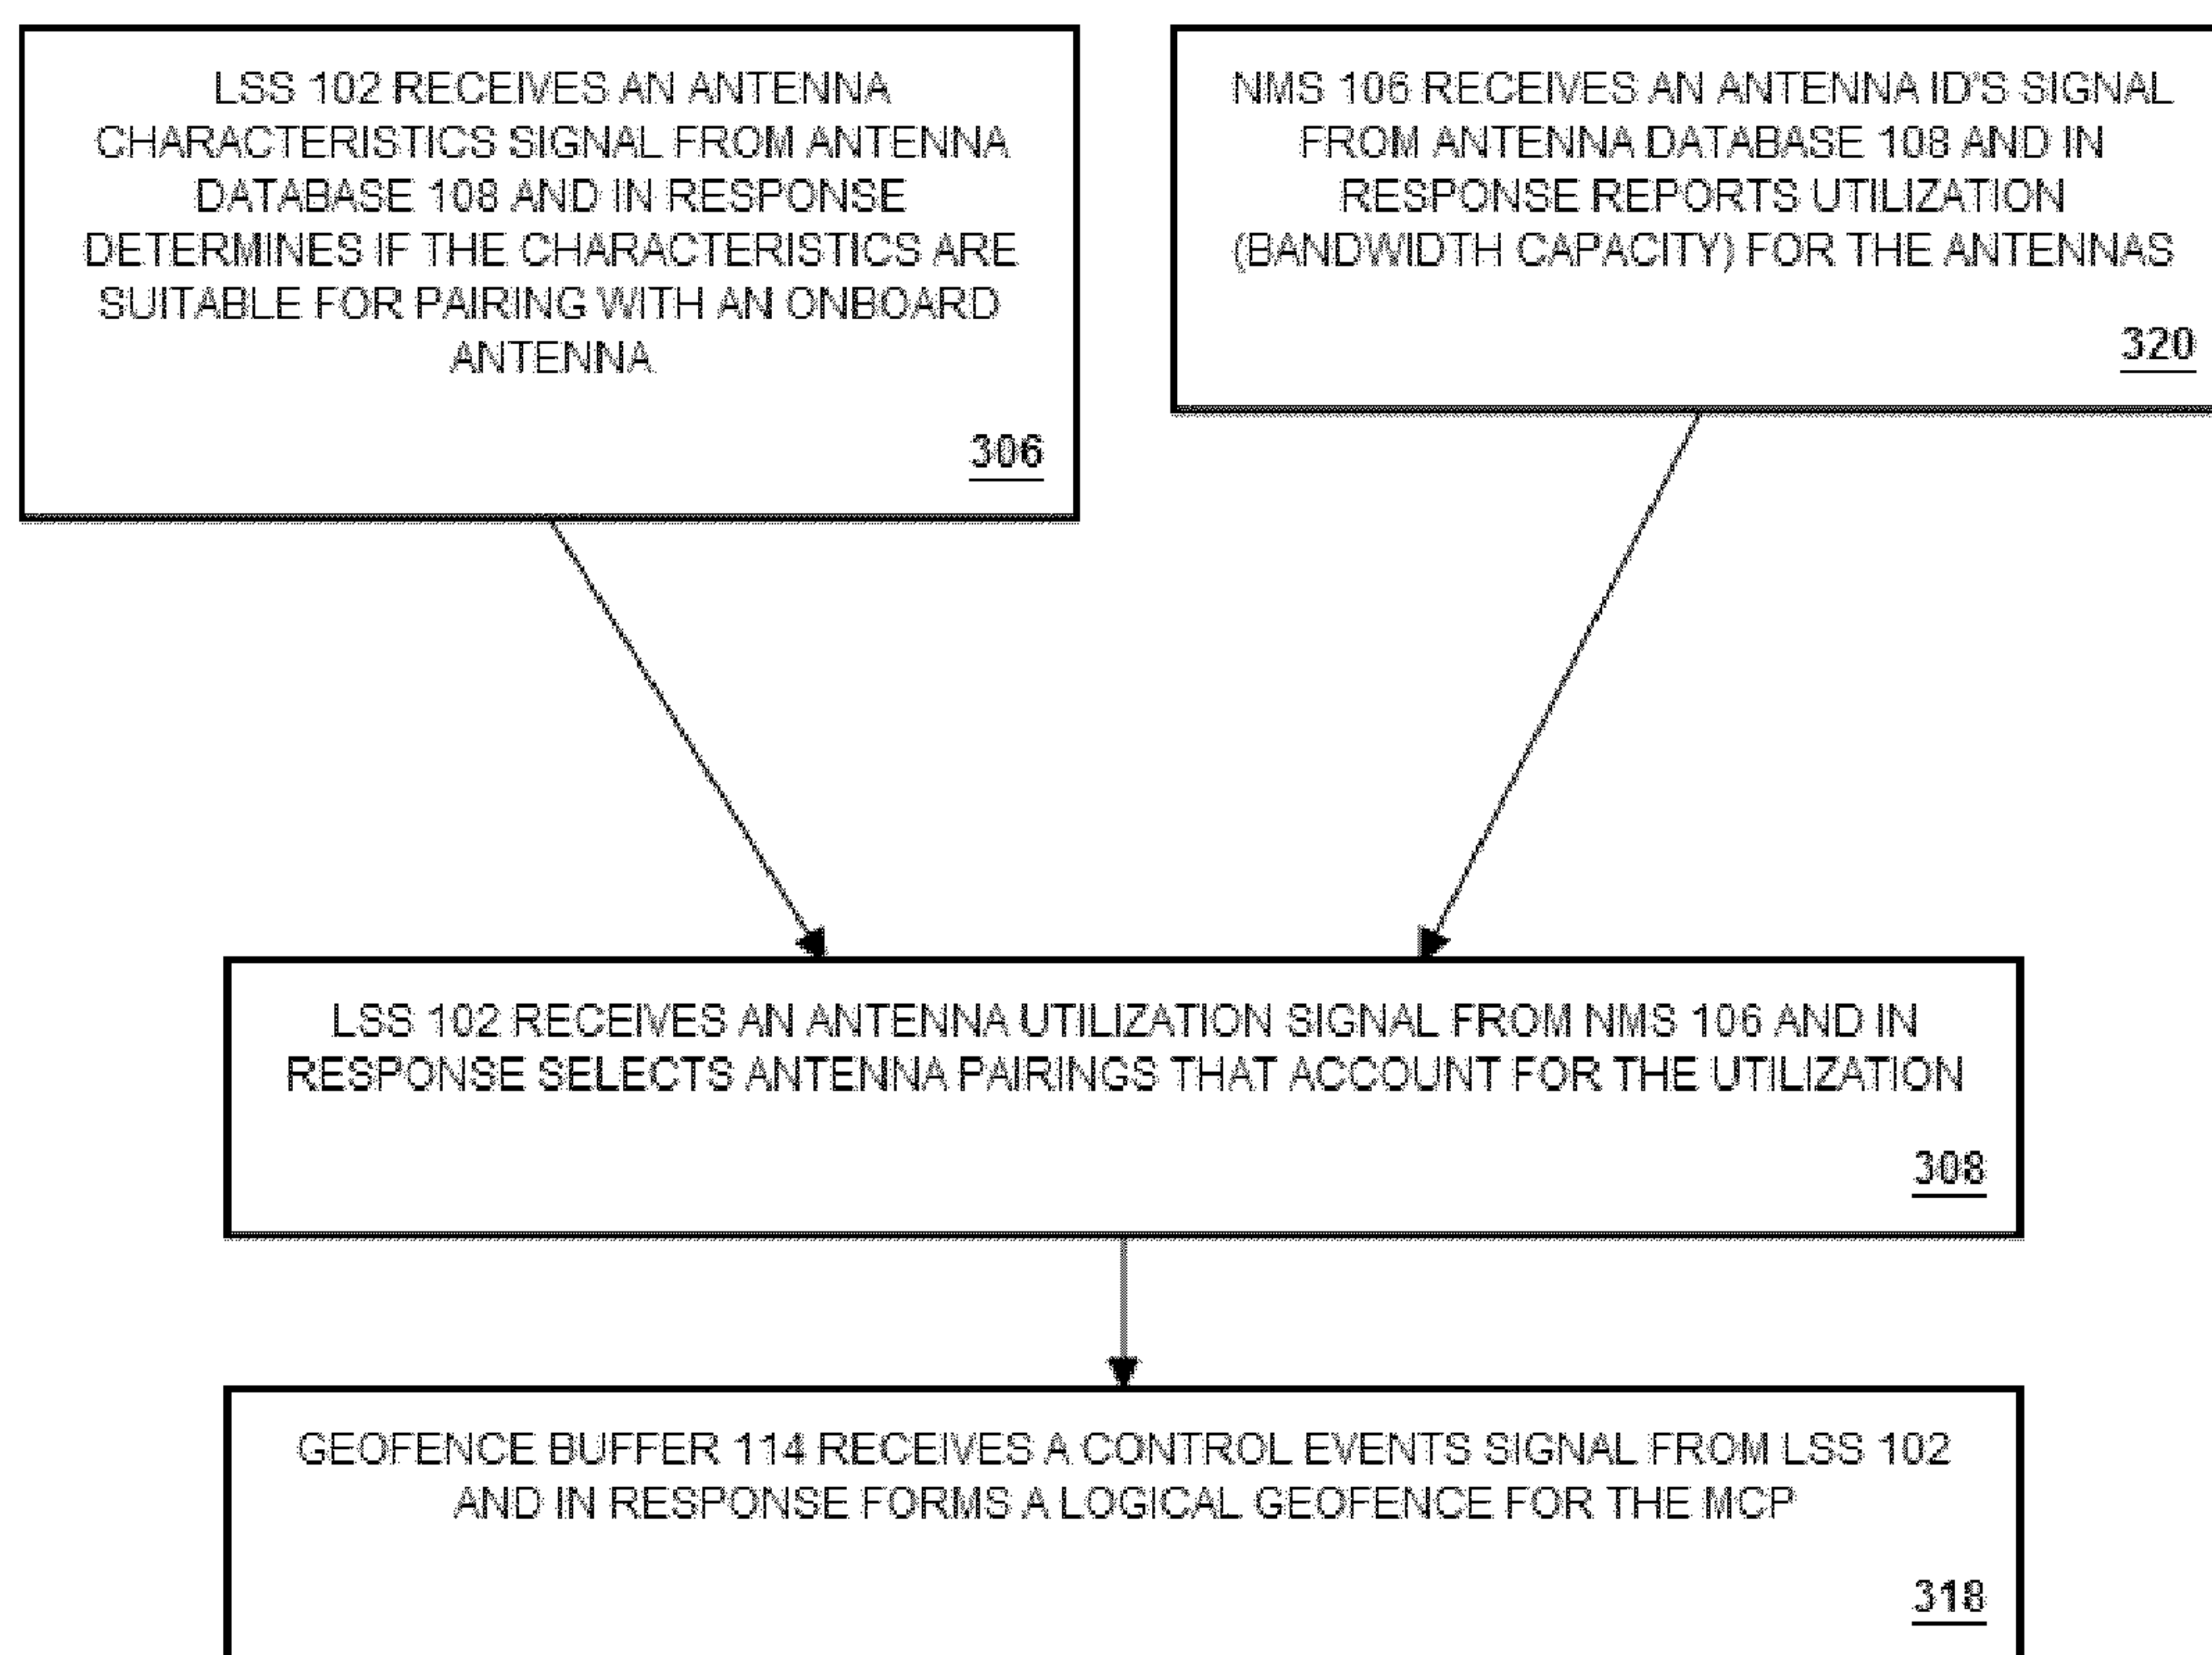 LSS 102 RECEIVES AN ANTENNA
CHARACTERISTICS SIGNAL FROM ANTENNA
DATABASE 108 AND IN RESPONSE
DETERMINES IF THE CHARACTERISTICS ARE
SUITABLE FOR PAIRING WITH AN ONBOARD
ANTENNA
306
NMS 106 RECEIVES AN ANTENNA ID'S SIGNAL
FROM ANTENNA DATABASE 108 AND IN
RESPONSE REPORTS UTILIZATION
(BANDWIDTH CAPACITY) FOR THE ANTENNAS
320
LSS 102 RECEIVES AN ANTENNA UTILIZATION SIGNAL FROM NMS 106 AND IN
RESPONSE SELECTS ANTENNA PAIRINGS THAT ACCOUNT FOR THE UTILIZATION
308
GEOFENCE BUFFER 114 RECEIVES A CONTROL EVENTS SIGNAL FROM LSS 102
AND IN RESPONSE FORMS A LOGICAL GEOFENCE FOR THE MCP
318